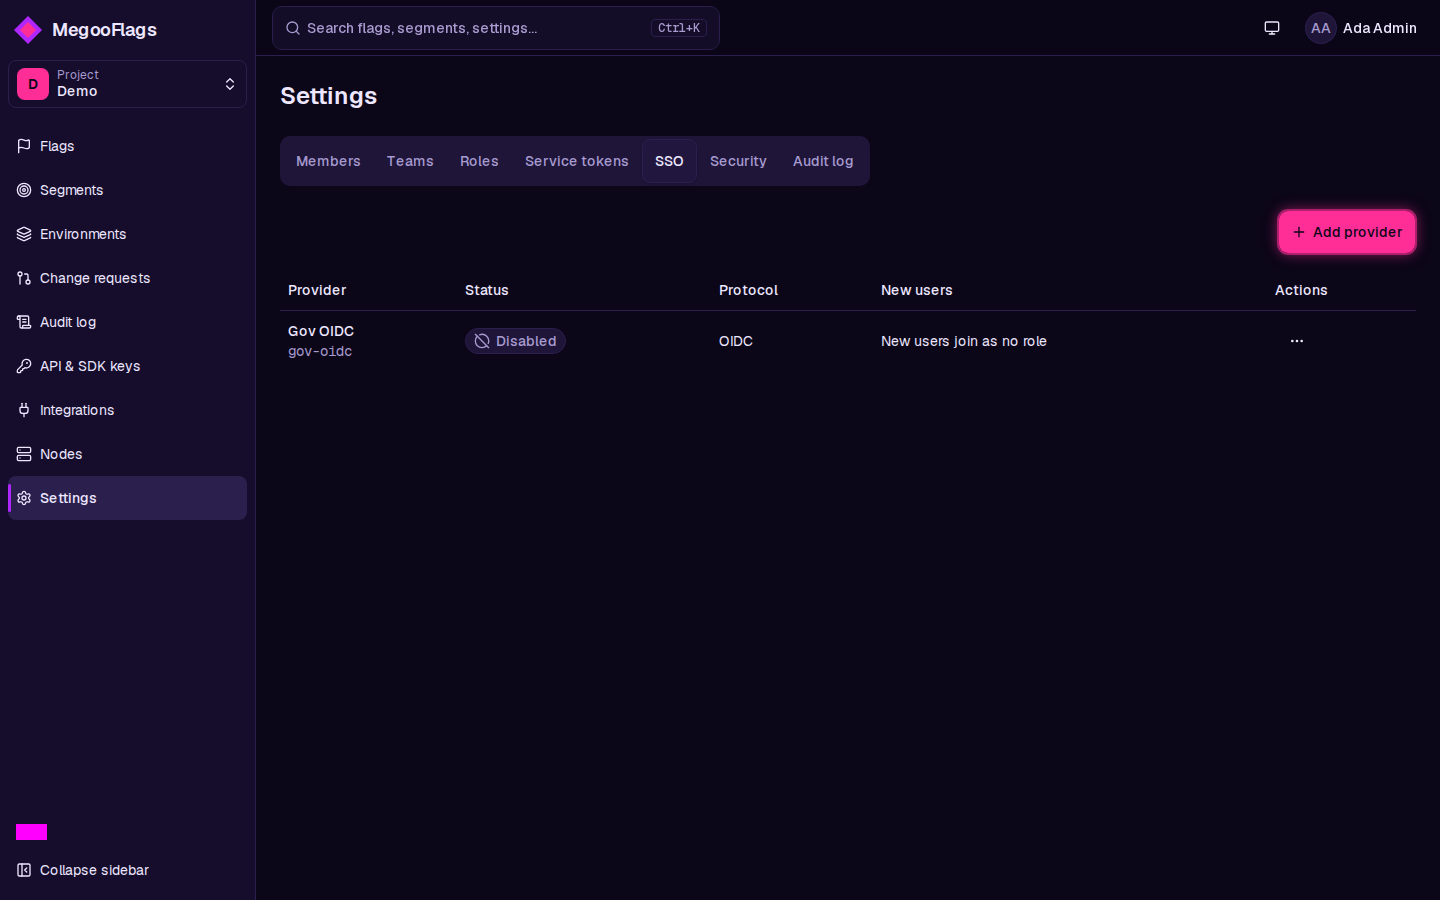 MegooFlags
Search flags, segments, settings...
Ctrl+K
AA
Ada Admin
D
Project
Demo
Flags
Segments
Environments
Change requests
Audit log
API & SDK keys
Integrations
Nodes
Settings
Collapse sidebar
Settings
Members
Teams
Roles
Service tokens
SSO
Security
Audit log
Add provider
Provider
Status
Protocol
New users
Actions
Gov OIDC
gov-oidc
Disabled
OIDC
New users join as no role